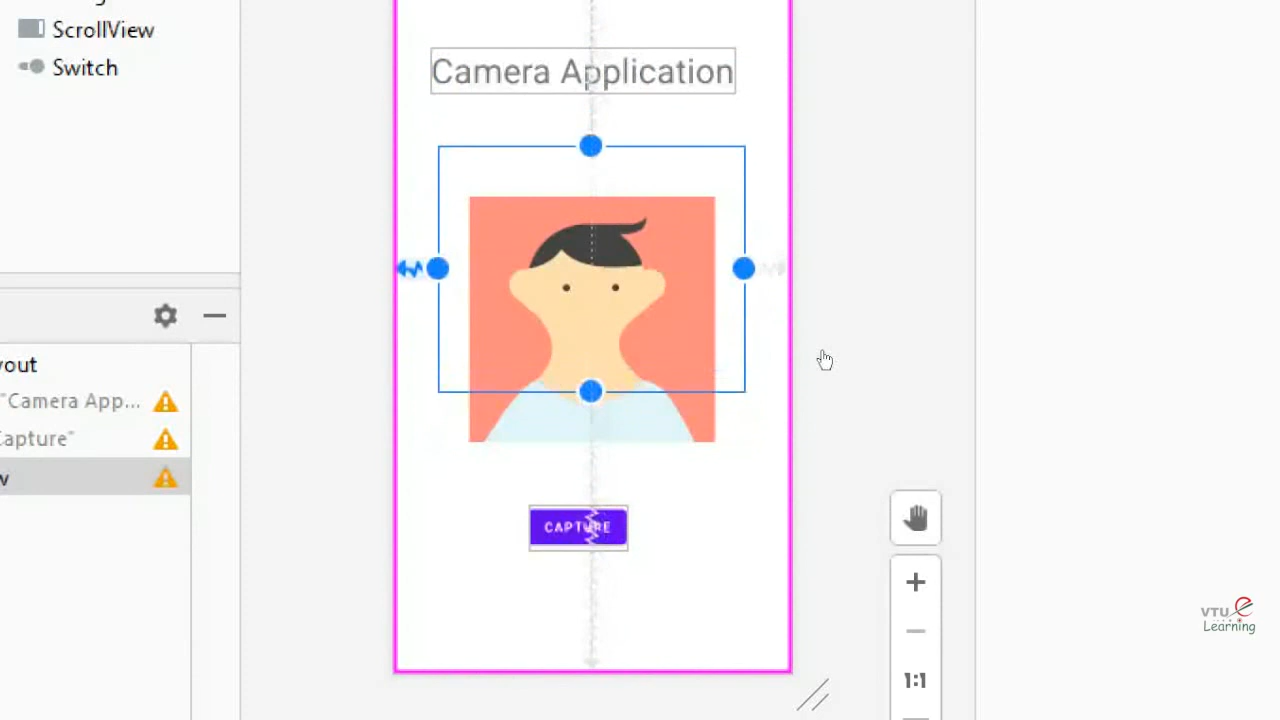 ScrollView
Switch
Camera Application
yout
"Camera App...
Capture"
w
CAPTURE
1:1
VTU e
Learning